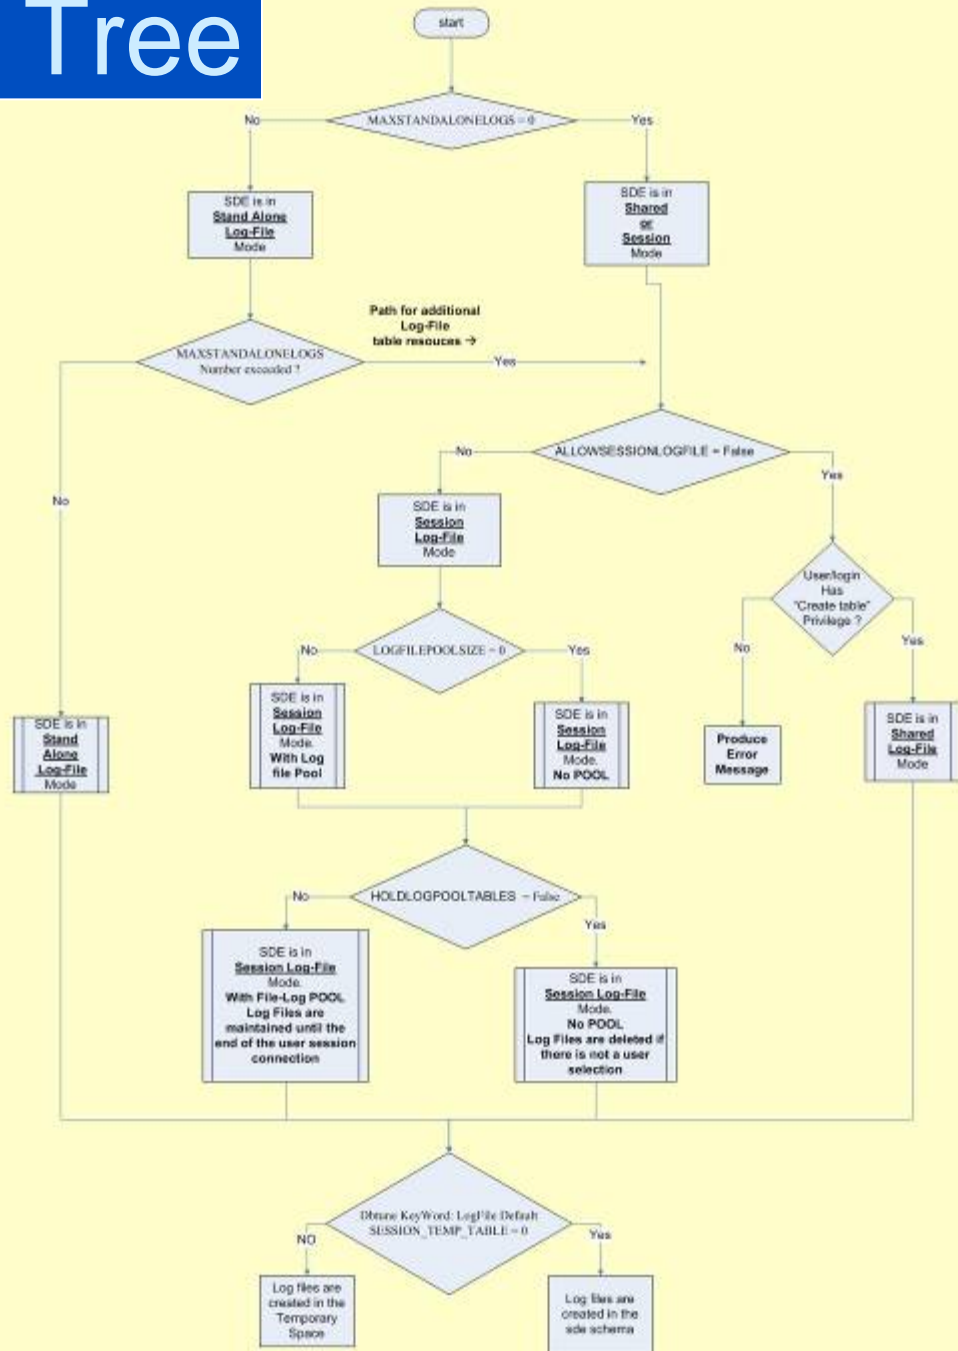 Tree
start
MAXSTANDALONELOGS = 0
No
Yes
SDE is in
Stand Alone
Log-File
Mode
SDE is in
Shared
or
Session
Mode
Path for additional
Log-File
table resouces →
MAXSTANDALONELOGS
Number exceeded ?
Yes
No
ALLOWSESSIONLOGFILE = False
No
Yes
SDE is in
Session
Log-File
Mode
User/login
Has
"Create table"
Privilege ?
No
Yes
LOGFILEPOOLSIZE = 0
No
Yes
SDE is in
Stand
Alone
Log-File
Mode
SDE is in
Session
Log-File
Mode.
With Log
file Pool
SDE is in
Session
Log-File
Mode.
No POOL
Produce
Error
Message
SDE is in
Shared
Log-File
Mode
HOLDLOGPOOLTABLES = False
No
Yes
SDE is in
Session Log-File
Mode.
With File-Log POOL
Log Files are
maintained until the
end of the user session
connection
SDE is in
Session Log-File
Mode.
No POOL
Log Files are deleted if
there is not a user
selection
Dbtune KeyWord: LogFile Default
SESSION_TEMP_TABLE = 0
NO
Yes
Log files are
created in the
Temporary
Space
Log files are
created in the
sde schema